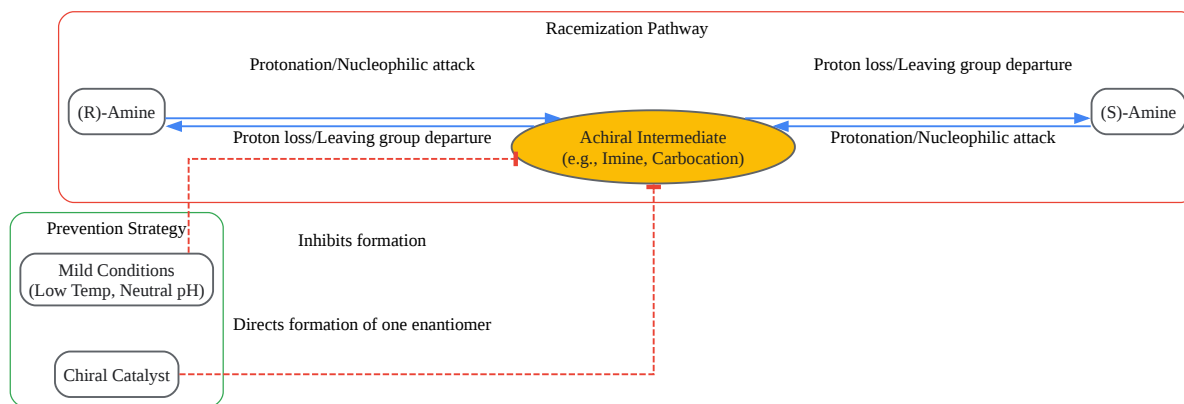 Racemization Pathway
Protonation/Nucleophilic attack
Proton loss/Leaving group departure
(R)-Amine
(S)-Amine
Proton loss/Leaving group departure
Achiral Intermediate
(e.g., Imine, Carbocation)
Protonation/Nucleophilic attack
Prevention Strategy
Inhibits formation
Mild Conditions
(Low Temp, Neutral pH)
Directs formation of one enantiomer
Chiral Catalyst